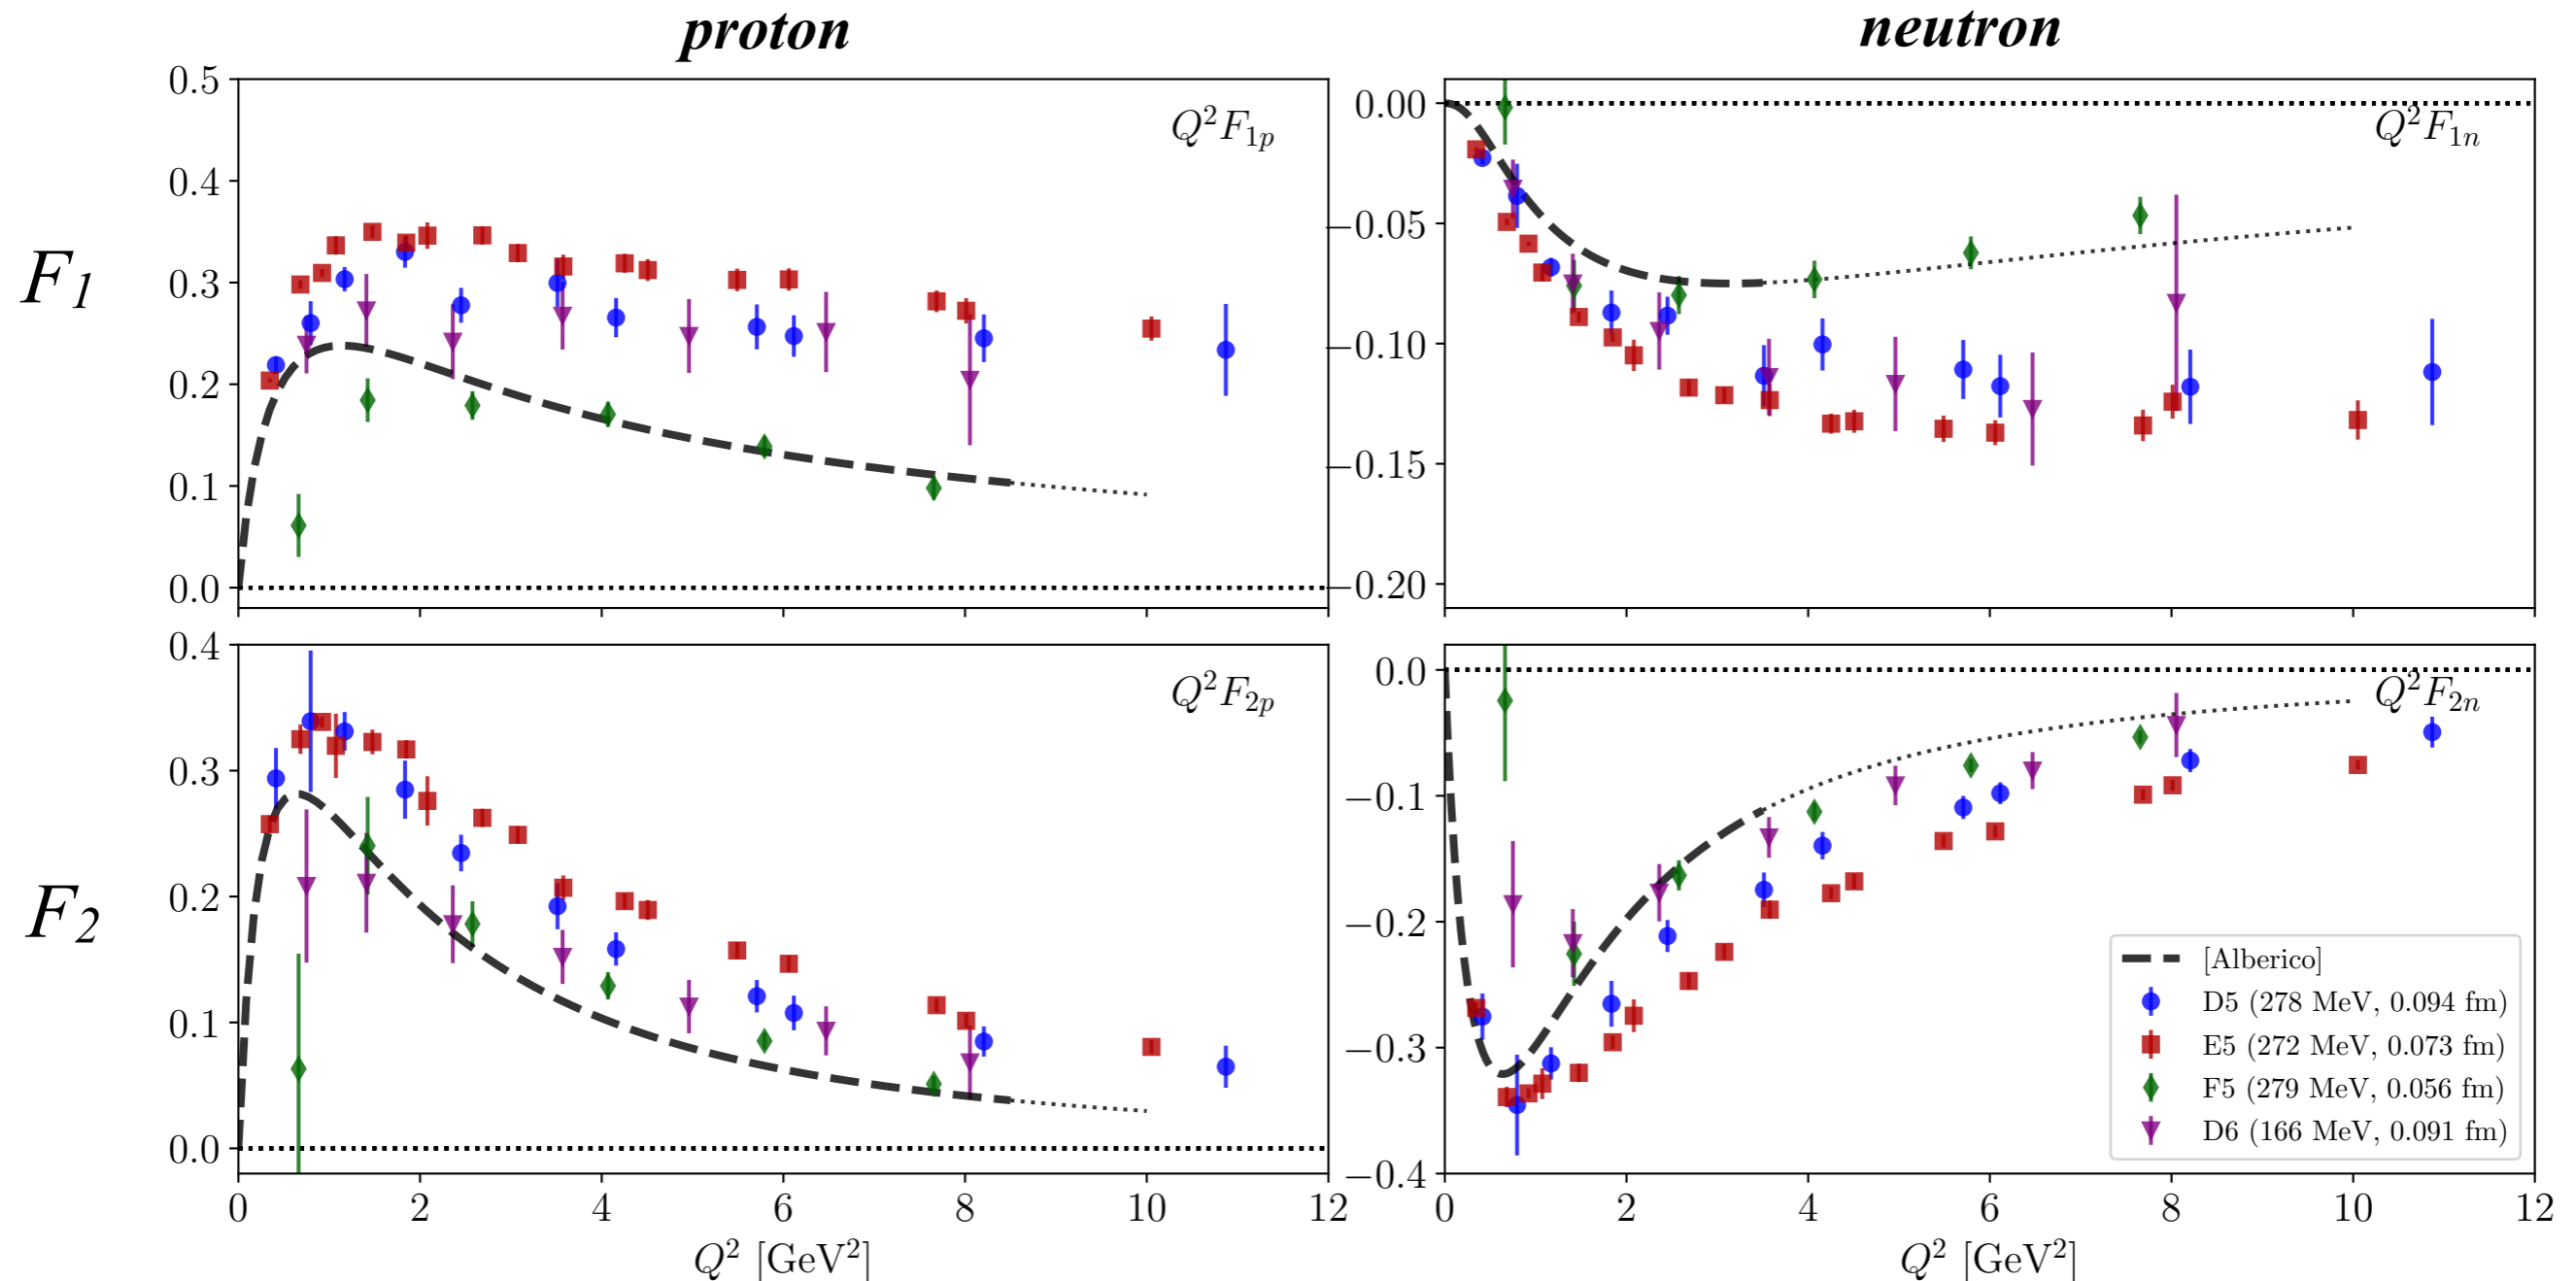 proton
neutron
F1
F2
0.5
0.4
0.3
0.2
0.1
0.0
Q²F₁ₚ
0.00
−0.05
−0.10
−0.15
−0.20
Q²F₁ₙ
0.4
0.3
0.2
0.1
0.0
Q²F₂ₚ
0 2 4 6 8 10 12
Q² [GeV²]
0.0
−0.1
−0.2
−0.3
−0.4
Q²F₂ₙ
[Alberico]
D5 (278 MeV, 0.094 fm)
E5 (272 MeV, 0.073 fm)
F5 (279 MeV, 0.056 fm)
D6 (166 MeV, 0.091 fm)
0 2 4 6 8 10 12
Q² [GeV²]